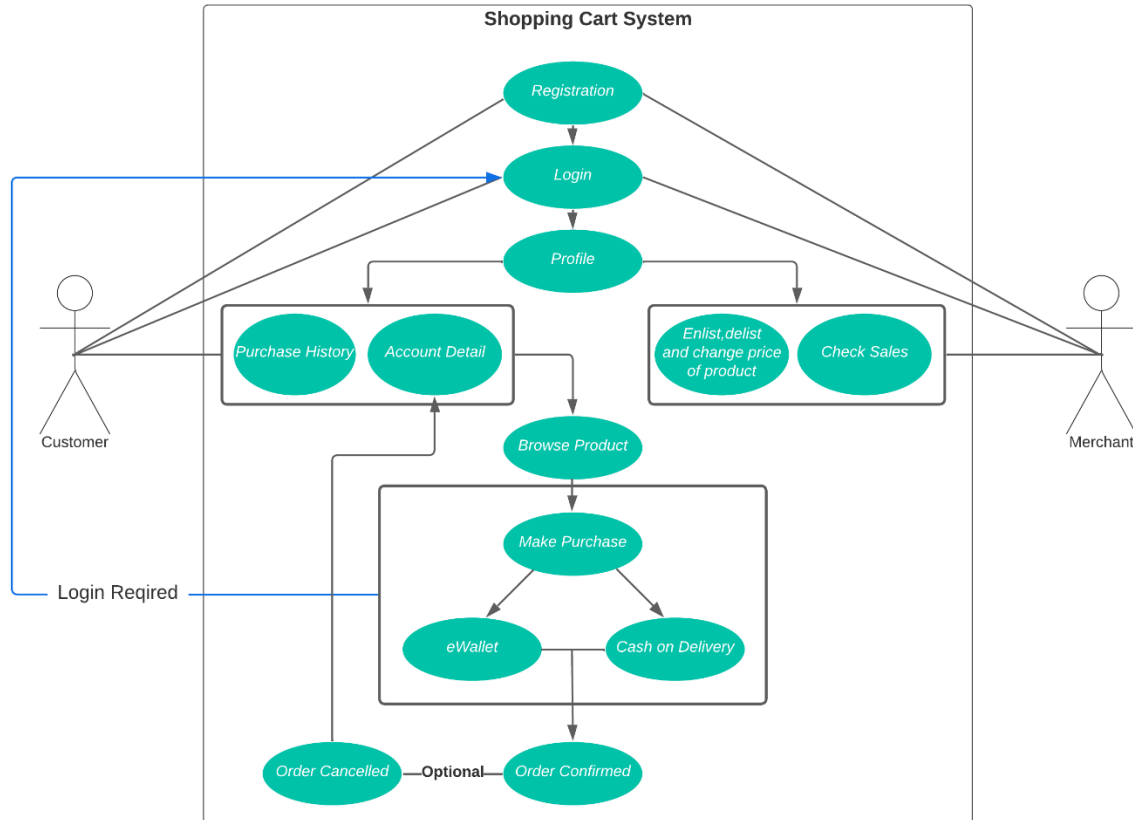 Shopping Cart System
Registration
Login
Profile
Purchase History
Account Detail
Enlist,delist
and change price
of product
Check Sales
Customer
Merchant
Browse Product
Make Purchase
Login Reqired
eWallet
Cash on Delivery
Order Cancelled
Optional
Order Confirmed